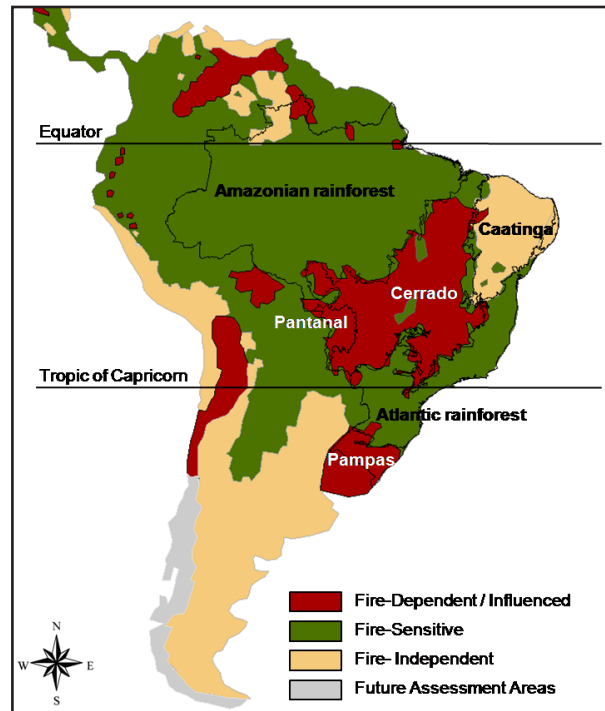 Equator
Amazonian rainforest
Caatinga
Cerrado
Pantanal
Tropic of Capricorn
Atlantic rainforest
Pampas
Fire-Dependent / Influenced
Fire-Sensitive
Fire- Independent
Future Assessment Areas
N
W E
S